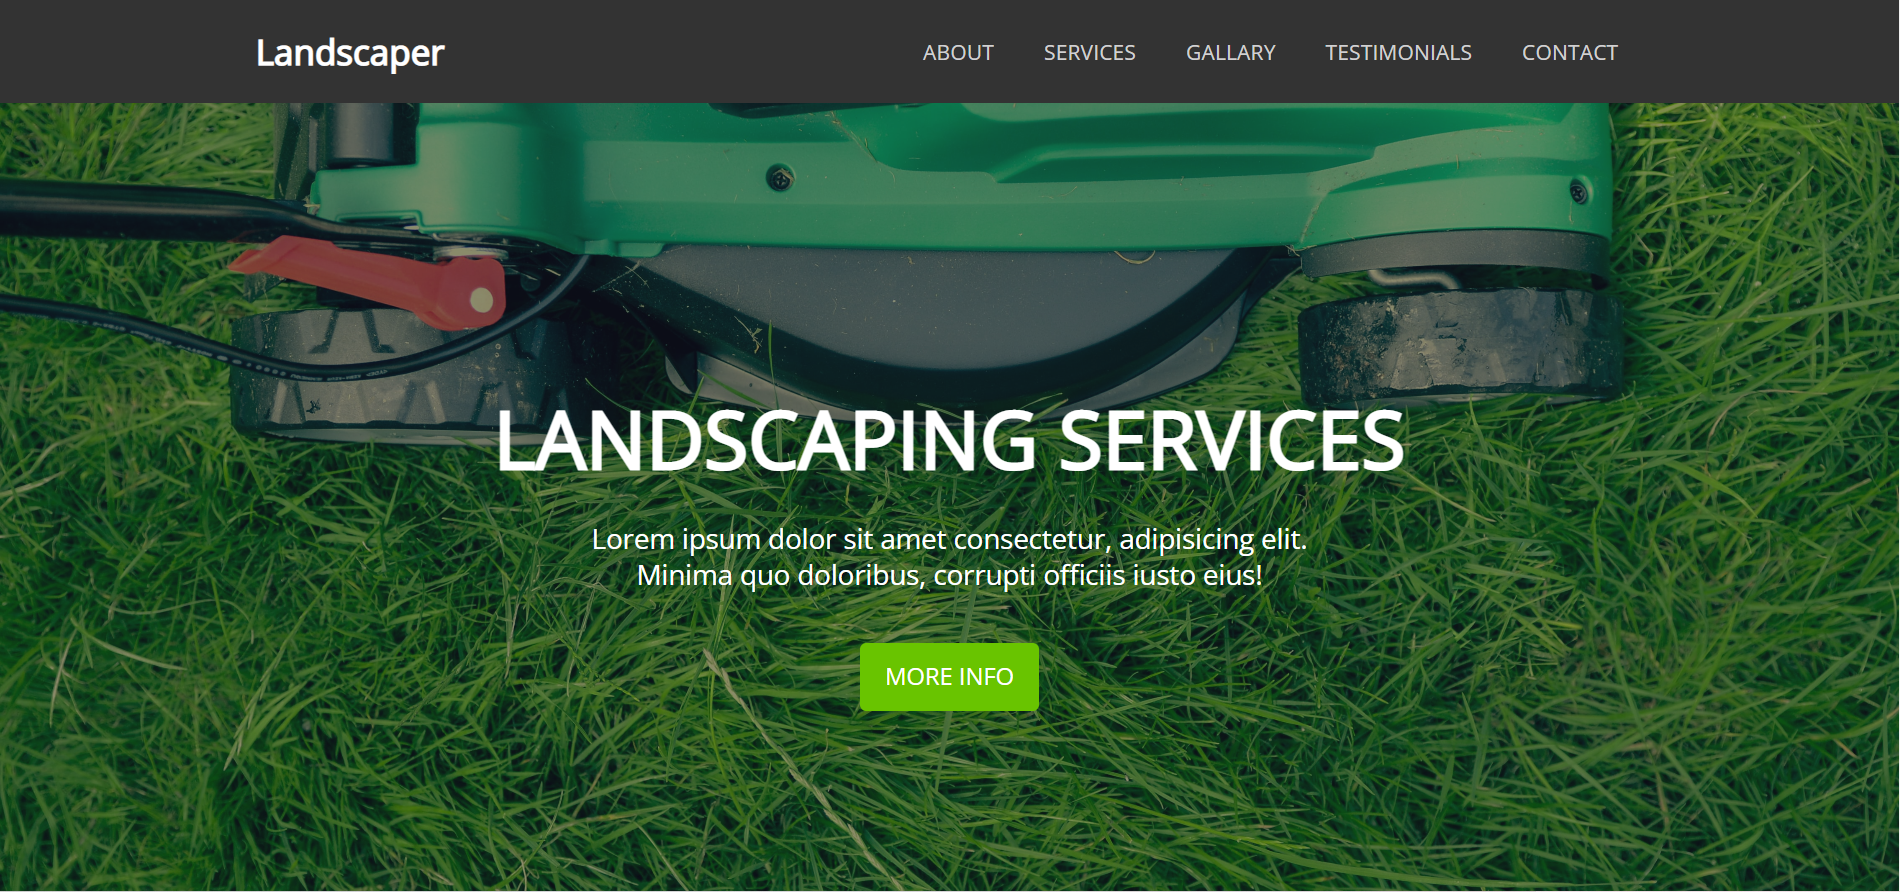 Landscaper
ABOUT SERVICES GALLARY TESTIMONIALS CONTACT
LANDSCAPING SERVICES
Lorem ipsum dolor sit amet consectetur, adipisicing elit.
Minima quo doloribus, corrupti officiis iusto eius!
MORE INFO